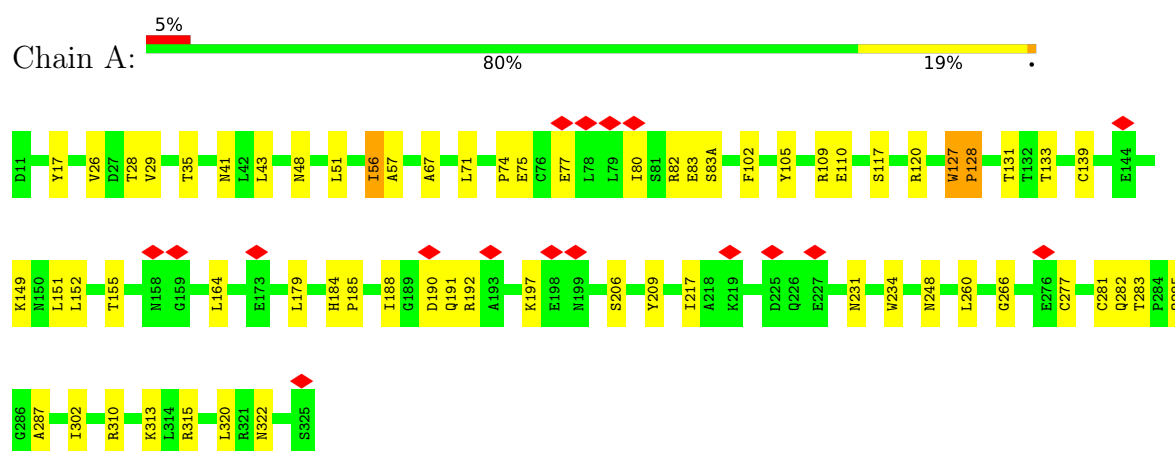 5%
Chain A:
80% 19% •
D11 Y17 V26 D27 T28 V29 T35 N41 L42 L43 N48 L51 I56 A57 A67 L71 P74 E75 C76 E77 L78 L79 I80 S81 R82 E83 S83A F102 Y105 R109 E110 S117 R120 W127 P128 T131 T132 T133 C139 E144
K149 N150 L151 L152 T155 N158 G159 L164 E173 L179 H184 P185 I188 G189 D190 Q191 R192 A193 K197 E198 N199 S206 Y209 I217 A218 K219 D225 Q226 E227 N231 W234 N248 L260 G266 E276 C277 C281 Q282 T283 P284
G286 A287 I302 R310 K313 L314 R315 L320 R321 N322 S325